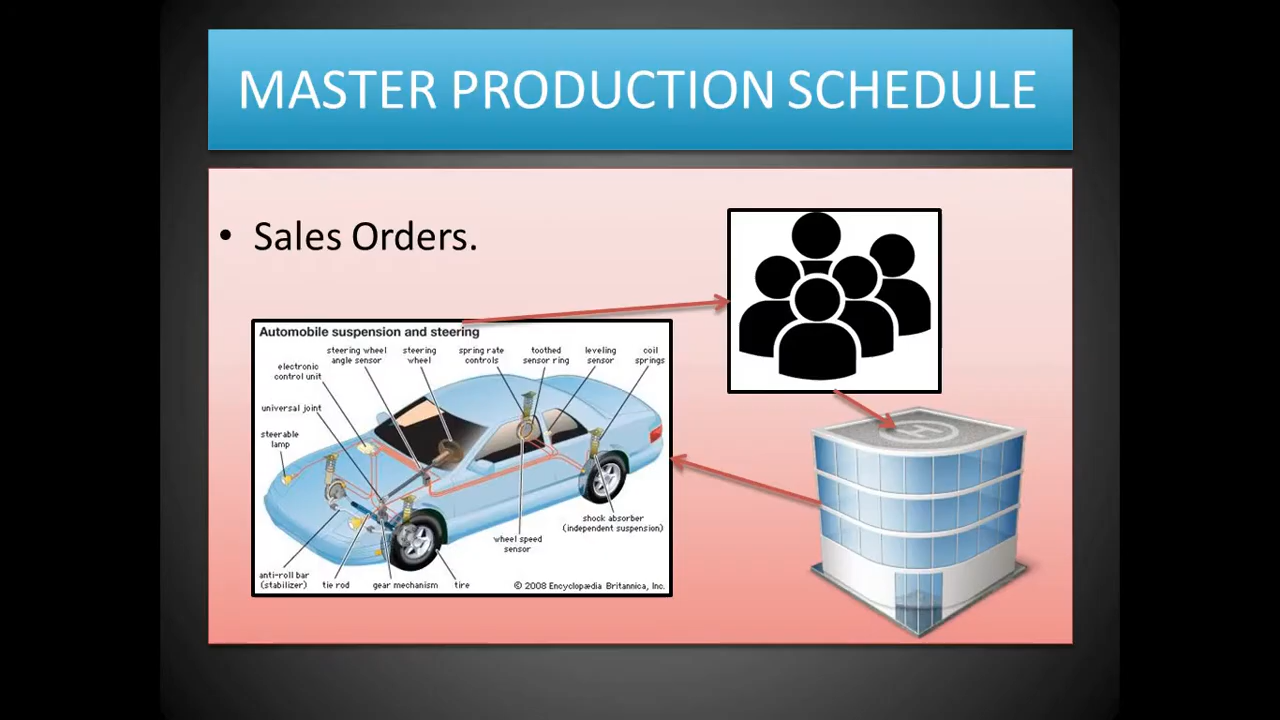 MASTER PRODUCTION SCHEDULE
• Sales Orders.
Automobile suspension and steering
steering wheel
angle sensor
steering
wheel
spring rate
controls
toothed
sensor ring
leveling
sensor
coil
springs
electronic
control unit
universal joint
steerable
lamp
shock absorber
(independent suspension)
wheel speed
sensor
anti-roll bar
(stabilizer)
tie rod
gear mechanism
tire
© 2008 Encyclopædia Britannica, Inc.
H